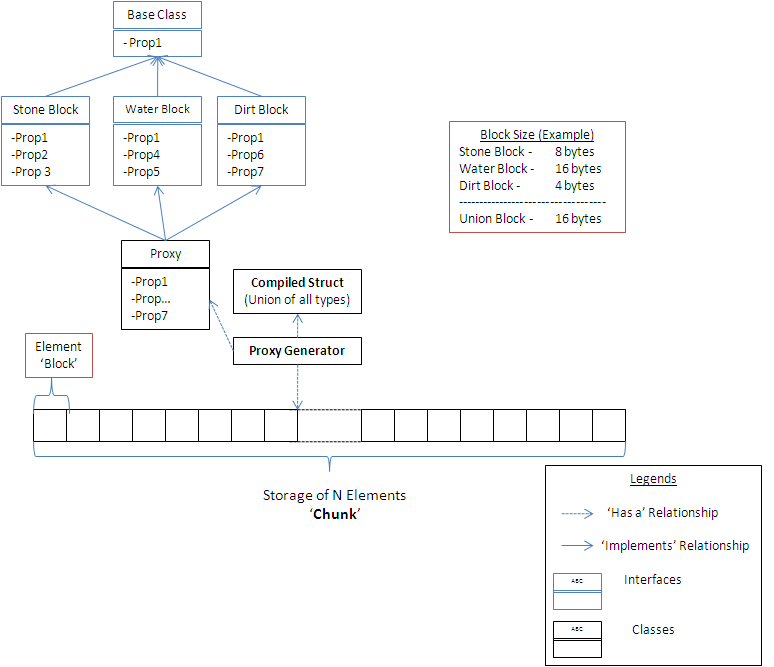 Base Class
- Prop1
Stone Block
-Prop1
-Prop2
-Prop 3
Water Block
-Prop1
-Prop4
-Prop5
Dirt Block
-Prop1
-Prop6
-Prop7
Block Size (Example)
Stone Block - 8 bytes
Water Block - 16 bytes
Dirt Block - 4 bytes
-----------------------------------
Union Block - 16 bytes
Proxy
-Prop1
-Prop...
-Prop7
Compiled Struct
(Union of all types)
Proxy Generator
Element
‘Block’
Storage of N Elements
‘Chunk’
Legends
‘Has a’ Relationship
‘Implements’ Relationship
ABC
Interfaces
ABC
Classes